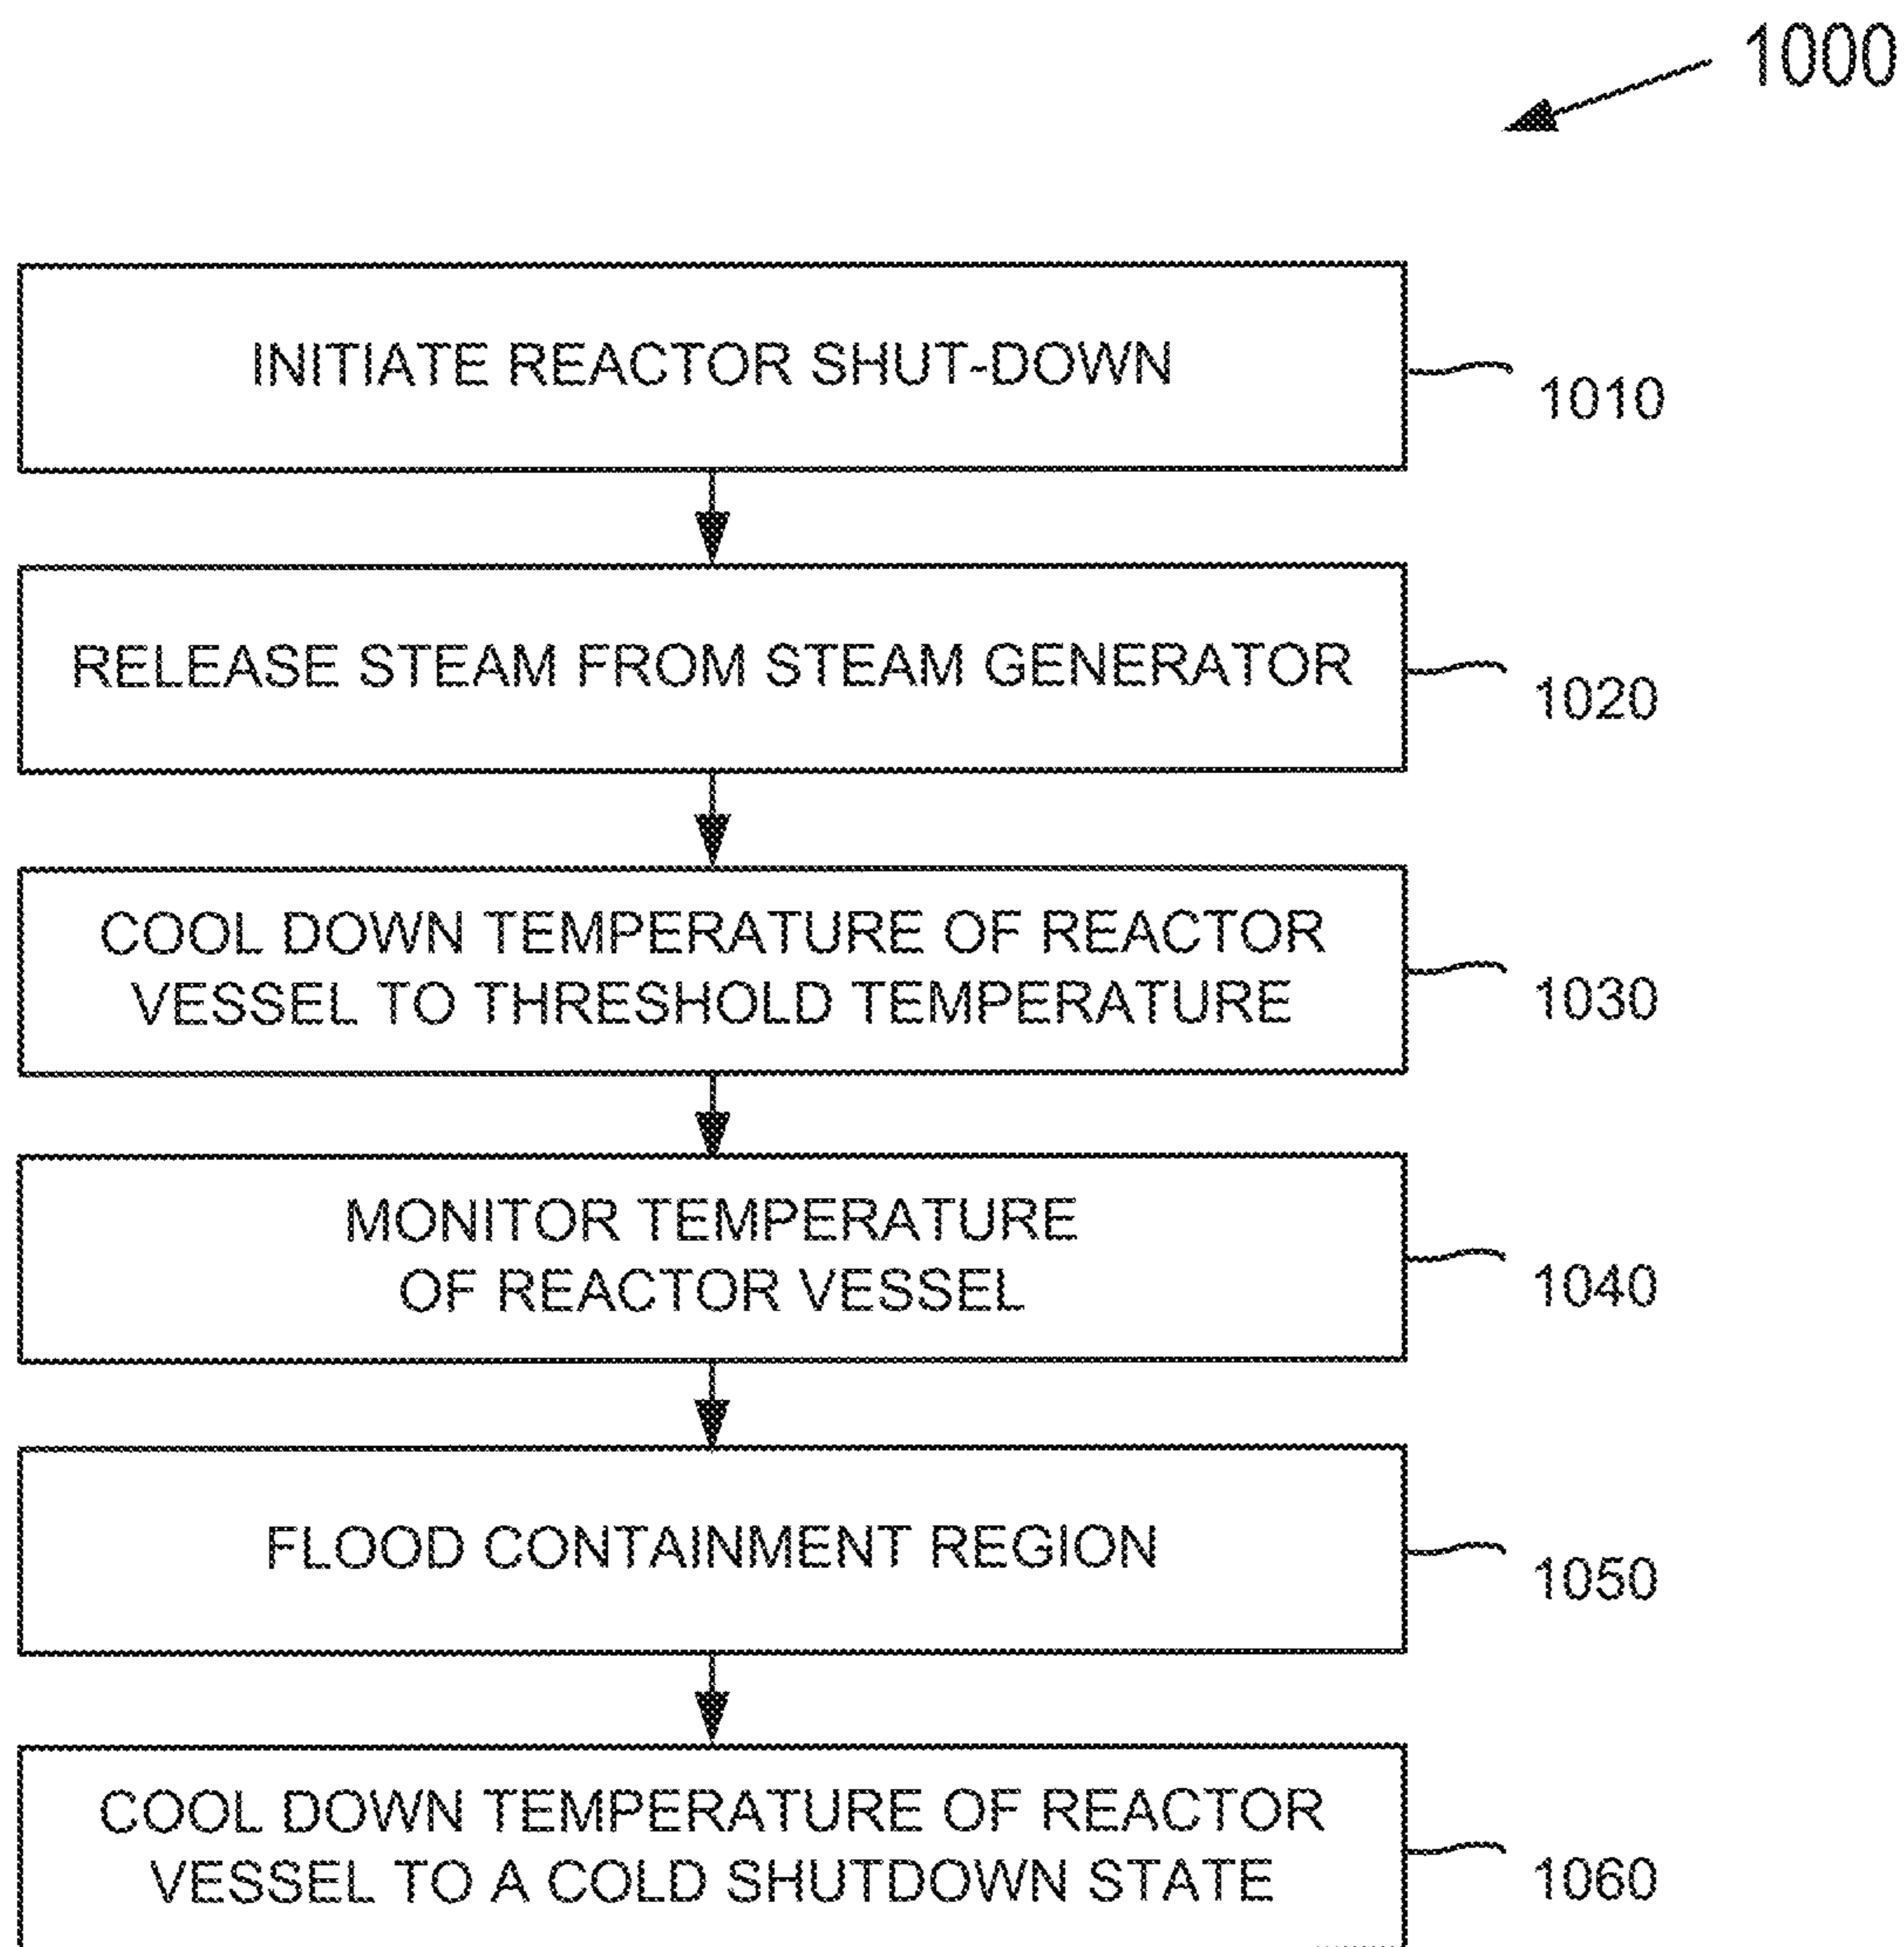 1000
INITIATE REACTOR SHUT-DOWN
1010
RELEASE STEAM FROM STEAM GENERATOR
1020
COOL DOWN TEMPERATURE OF REACTOR
VESSEL TO THRESHOLD TEMPERATURE
1030
MONITOR TEMPERATURE
OF REACTOR VESSEL
1040
FLOOD CONTAINMENT REGION
1050
COOL DOWN TEMPERATURE OF REACTOR
VESSEL TO A COLD SHUTDOWN STATE
1060